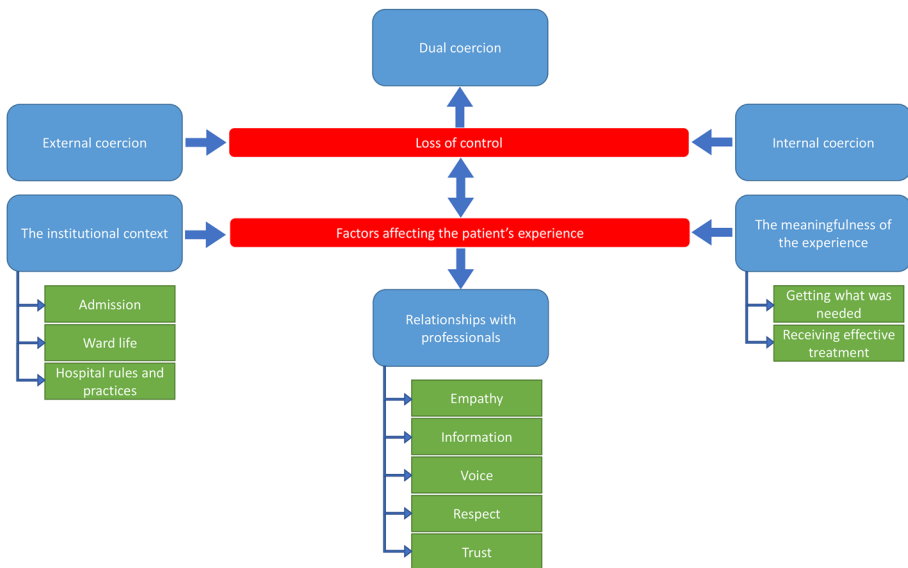 Dual coercion
External coercion
Loss of control
Internal coercion
The institutional context
Factors affecting the patient's experience
The meaningfulness of
the experience
Admission
Ward life
Hospital rules and
practices
Relationships with
professionals
Getting what was
needed
Receiving effective
treatment
Empathy
Information
Voice
Respect
Trust